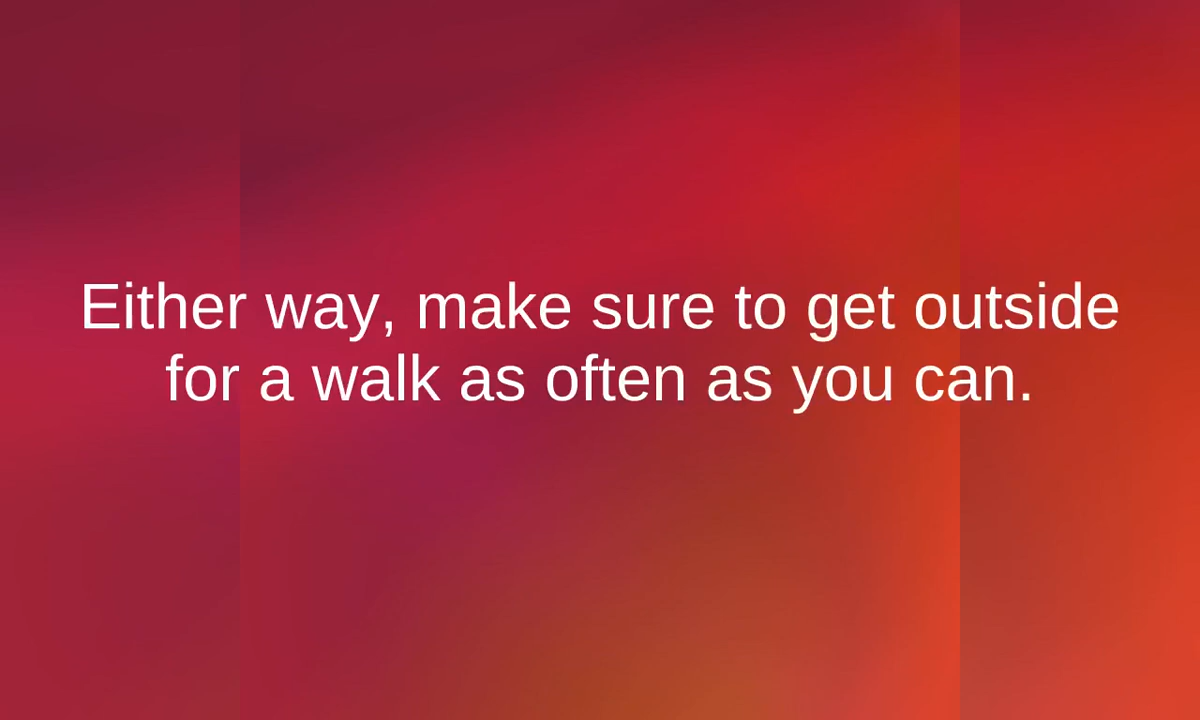 Either way, make sure to get outside
for a walk as often as you can.